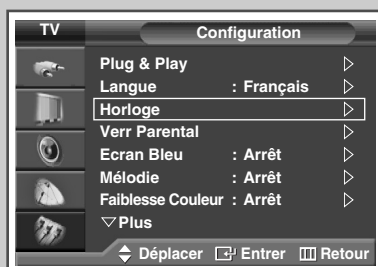 TV Configuration
Plug & Play
Langue : Français
Horloge
Verr Parental
Ecran Bleu : Arrêt
Mélodie : Arrêt
Faiblesse Couleur : Arrêt
Plus
Déplacer Entrer Retour